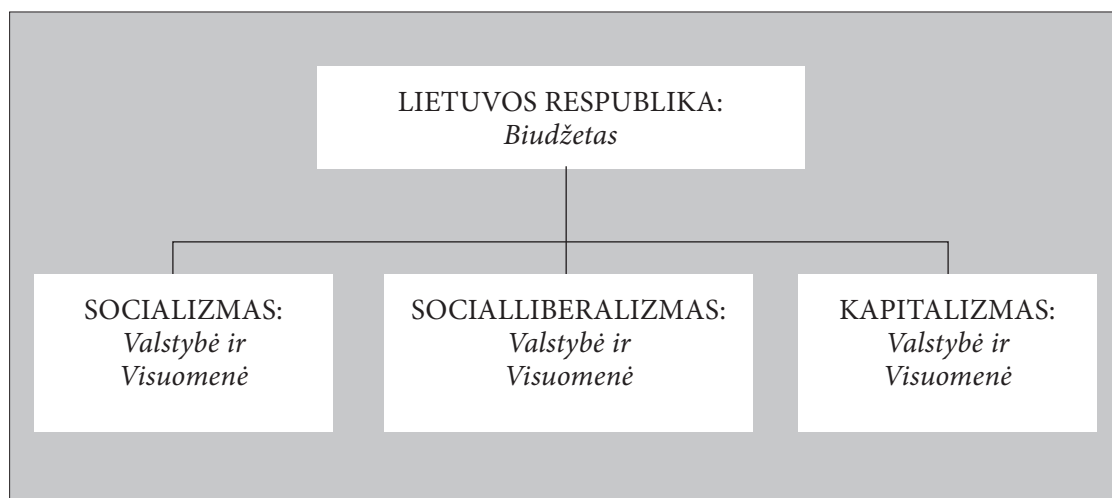 LIETUVOS RESPUBLIKA:
Biudžetas
SOCIALIZMAS:
Valstybė ir
Visuomenė
SOCIALLIBERALIZMAS:
Valstybė ir
Visuomenė
KAPITALIZMAS:
Valstybė ir
Visuomenė